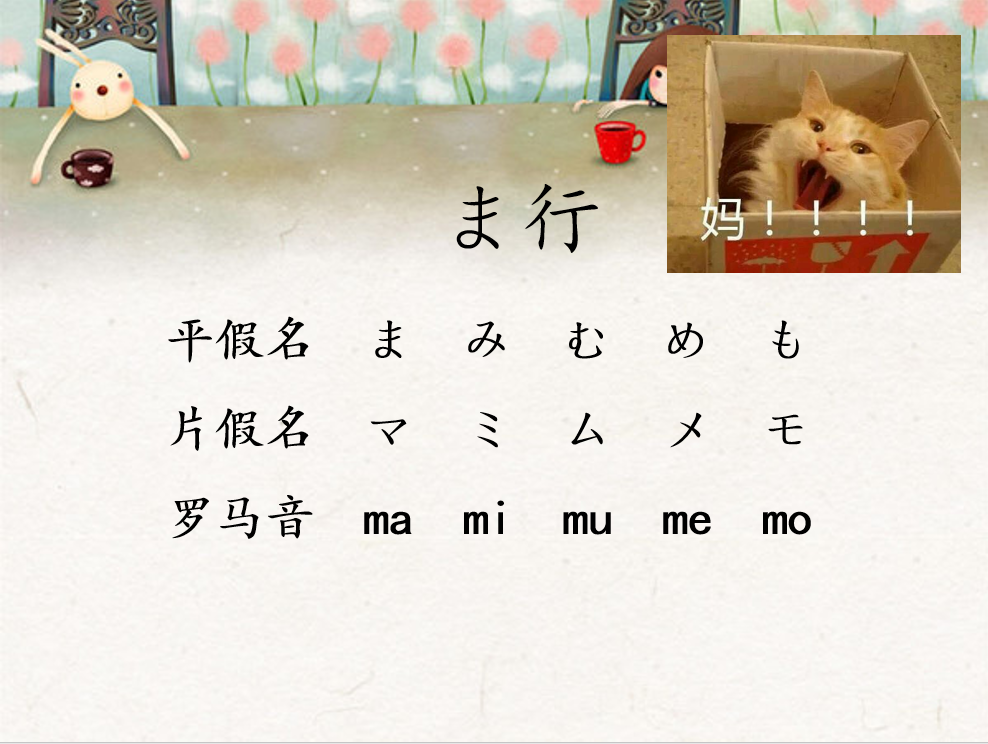 ま行
妈！！！！
平假名 ま み む め も
片假名 マ ミ ム メ モ
罗马音 ma mi mu me mo